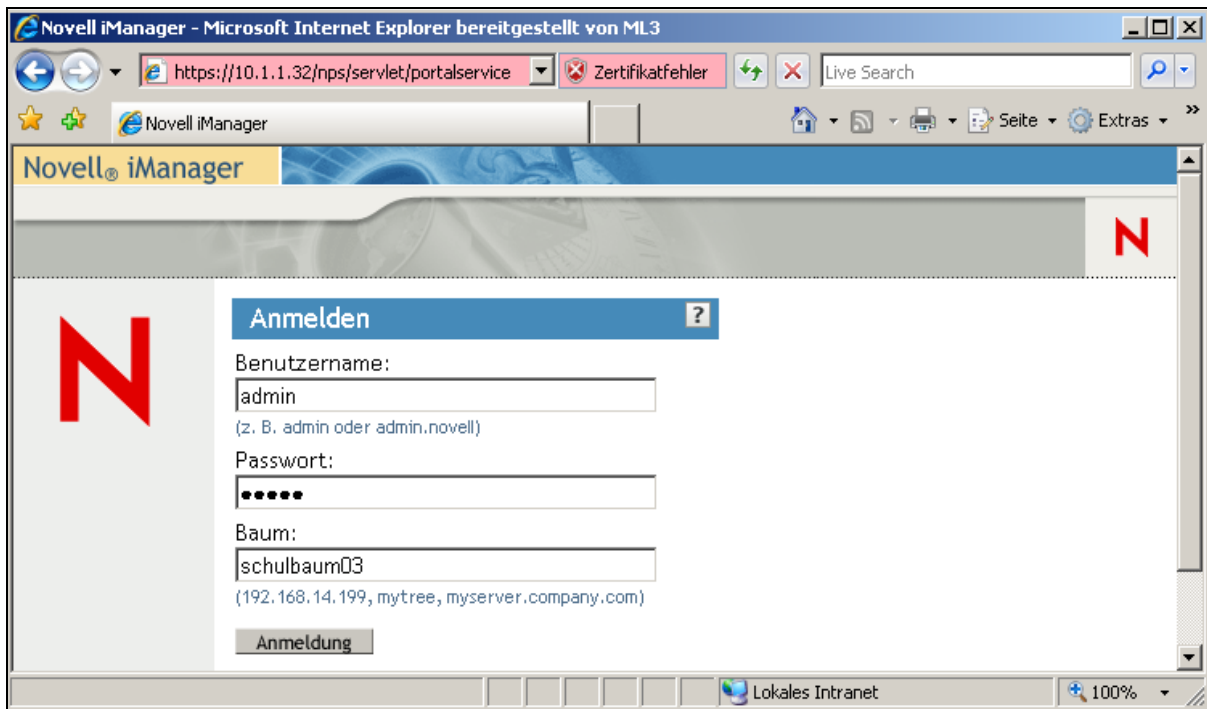 Novell iManager - Microsoft Internet Explorer bereitgestellt von ML3
https://10.1.1.32/nps/servlet/portalservice Zertifikatfehler Live Search
Novell iManager Seite Extras »
Novell® iManager
N
N
Anmelden ?
Benutzername:
admin
(z. B. admin oder admin.novell)
Passwort:
•••••
Baum:
schulbaum03
(192.168.14.199, mytree, myserver.company.com)
Anmeldung
Lokales Intranet 100%